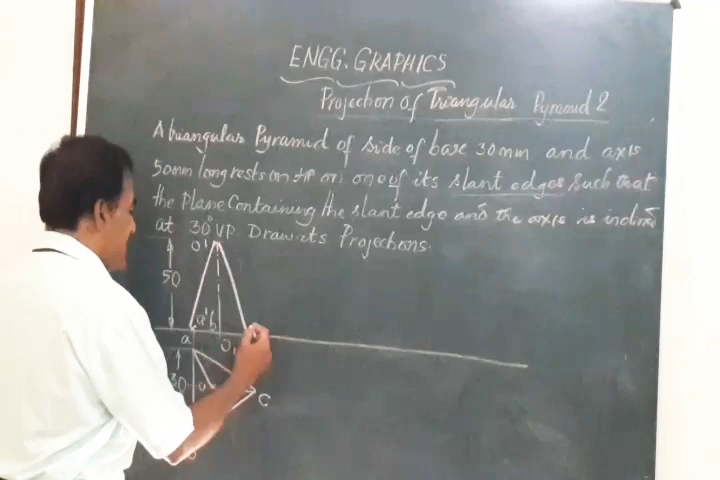 ENGG. GRAPHICS
Projection of Triangular Pyramid 2
A triangular Pyramid of side of base 30mm and axis
50mm long rests on HP on one of its slant edges such that
the Plane Containing the slant edge and the axis is inclined
at 30° VP. Draw its Projections.
o'
50
a' b'
a o₁
30 o
c